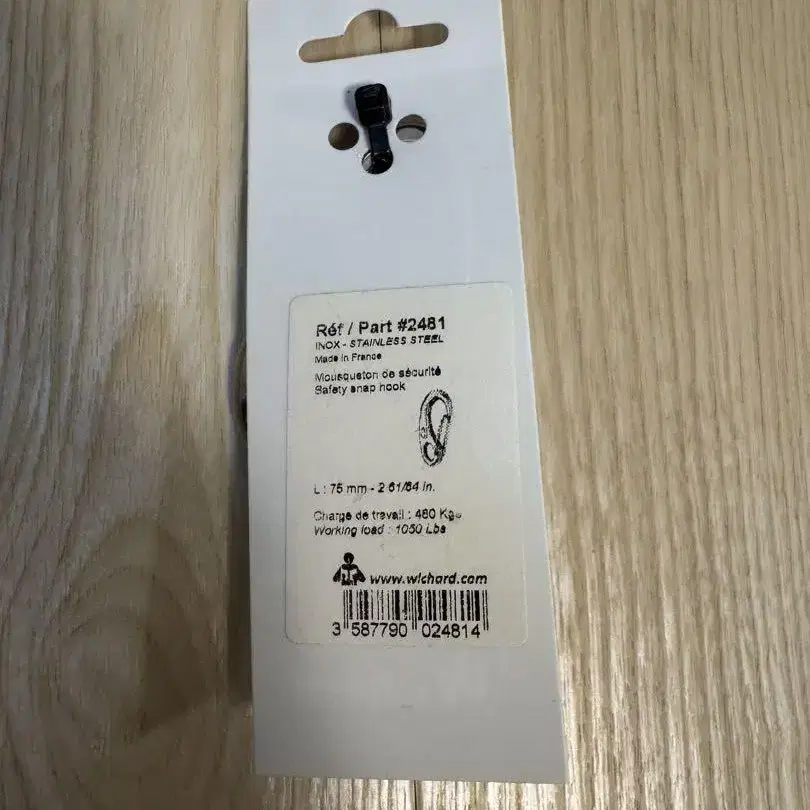 Réf / Part #2481
INOX - STAINLESS STEEL
Made in France
Mousqueton de sécurité
Safety snap hook
L : 75 mm - 2 61/64 in.
Charge de travail : 480 Kgs
Working load : 1050 Lbs
www.wichard.com
3 587790 024814